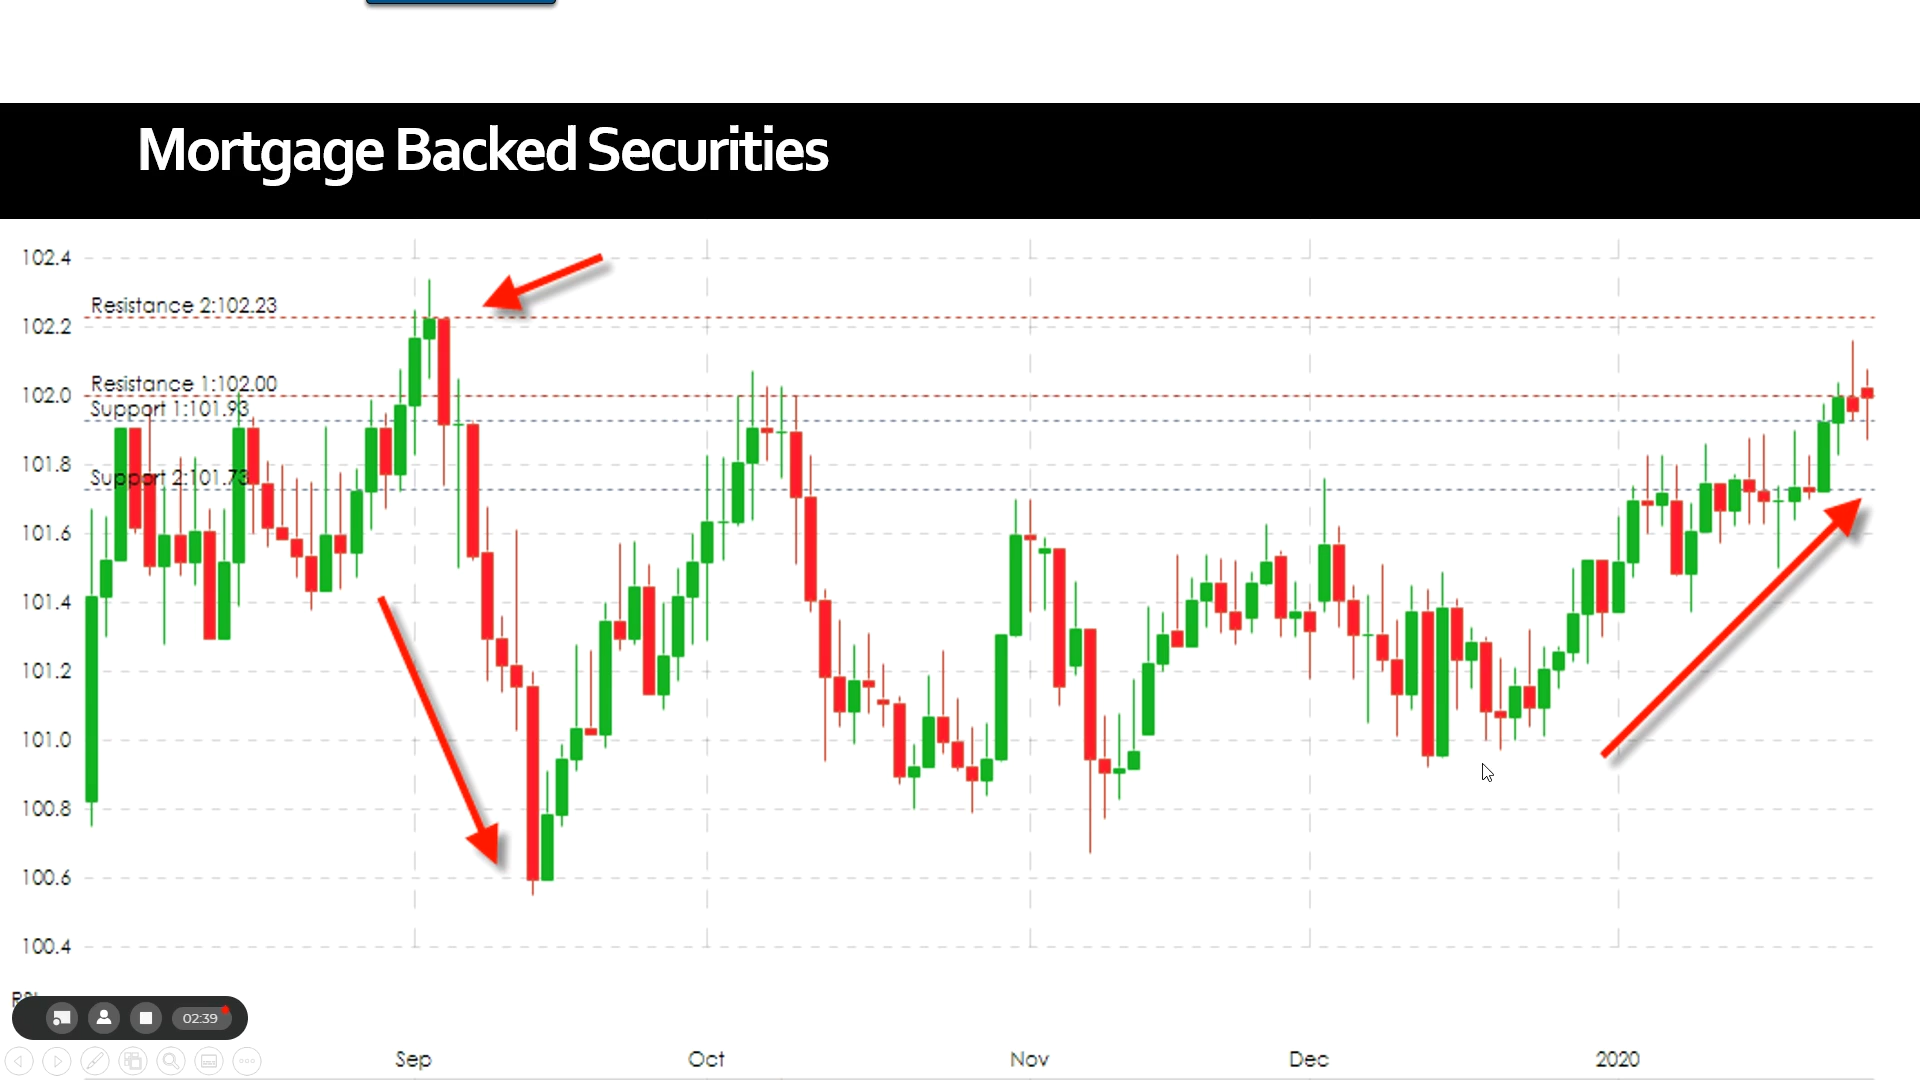 Mortgage Backed Securities
102.4
Resistance 2:102.23
102.2
Resistance 1:102.00
102.0
Support 1:101.93
101.8
Support 2:101.73
101.6
101.4
101.2
101.0
100.8
100.6
100.4
02:39
Sep Oct Nov Dec 2020